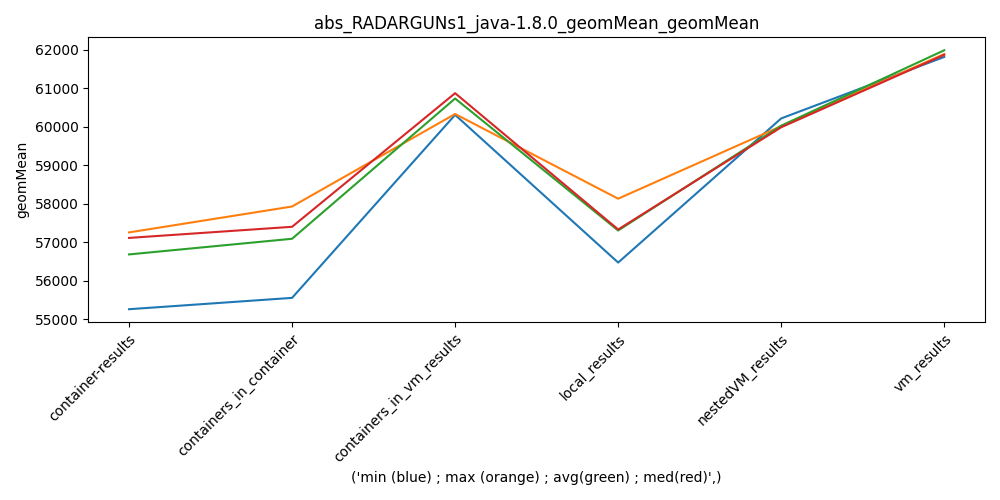 abs_RADARGUNs1_java-1.8.0_geomMean_geomMean
geomMean
62000
61000
60000
59000
58000
57000
56000
55000
container-results
containers_in_container
containers_in_vm_results
local_results
nestedVM_results
vm_results
('min (blue) ; max (orange) ; avg(green) ; med(red)',)